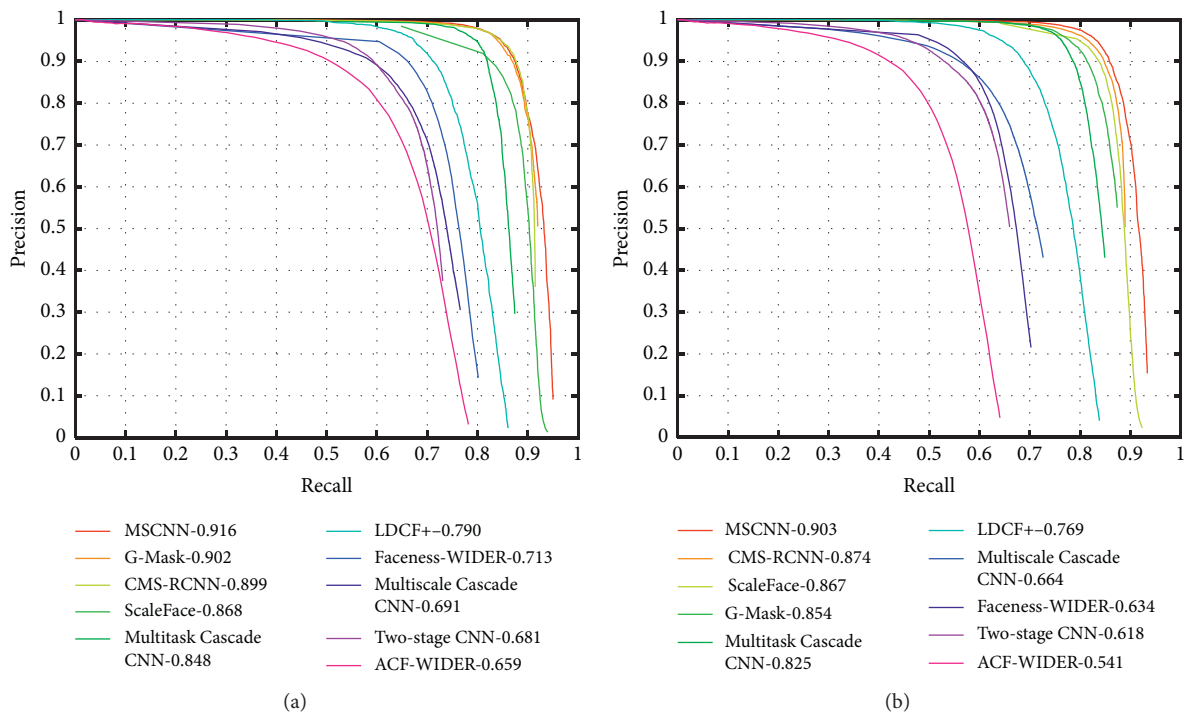 1
0.9
0.8
0.7
0.6
0.5
0.4
0.3
0.2
0.1
0
Precision
0 0.1 0.2 0.3 0.4 0.5 0.6 0.7 0.8 0.9 1
Recall
MSCNN-0.916
G-Mask-0.902
CMS-RCNN-0.899
ScaleFace-0.868
Multitask Cascade
CNN-0.848
LDCF+–0.790
Faceness-WIDER-0.713
Multiscale Cascade
CNN-0.691
Two-stage CNN-0.681
ACF-WIDER-0.659
(a)
1
0.9
0.8
0.7
0.6
0.5
0.4
0.3
0.2
0.1
0
Precision
0 0.1 0.2 0.3 0.4 0.5 0.6 0.7 0.8 0.9 1
Recall
MSCNN-0.903
CMS-RCNN-0.874
ScaleFace-0.867
G-Mask-0.854
Multitask Cascade
CNN-0.825
LDCF+–0.769
Multiscale Cascade
CNN-0.664
Faceness-WIDER-0.634
Two-stage CNN-0.618
ACF-WIDER-0.541
(b)